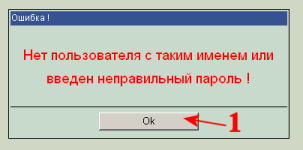 Ошибка !
Нет пользователя с таким именем или
введен неправильный пароль !
Ok
1